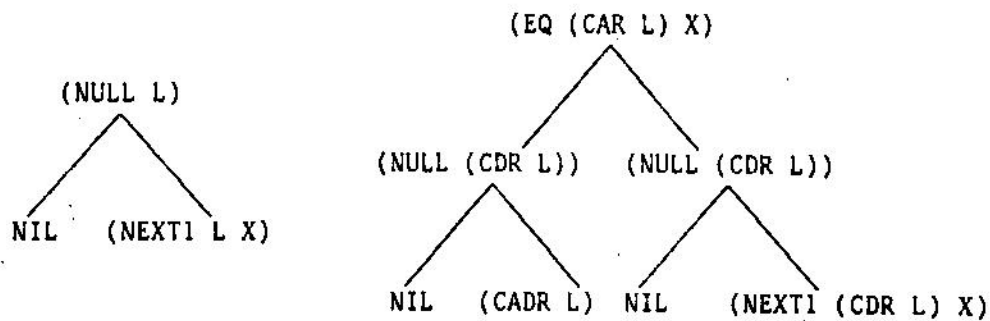 (EQ (CAR L) X)
(NULL L)
(NULL (CDR L)) (NULL (CDR L))
NIL (NEXT1 L X)
NIL (CADR L) NIL (NEXT1 (CDR L) X)